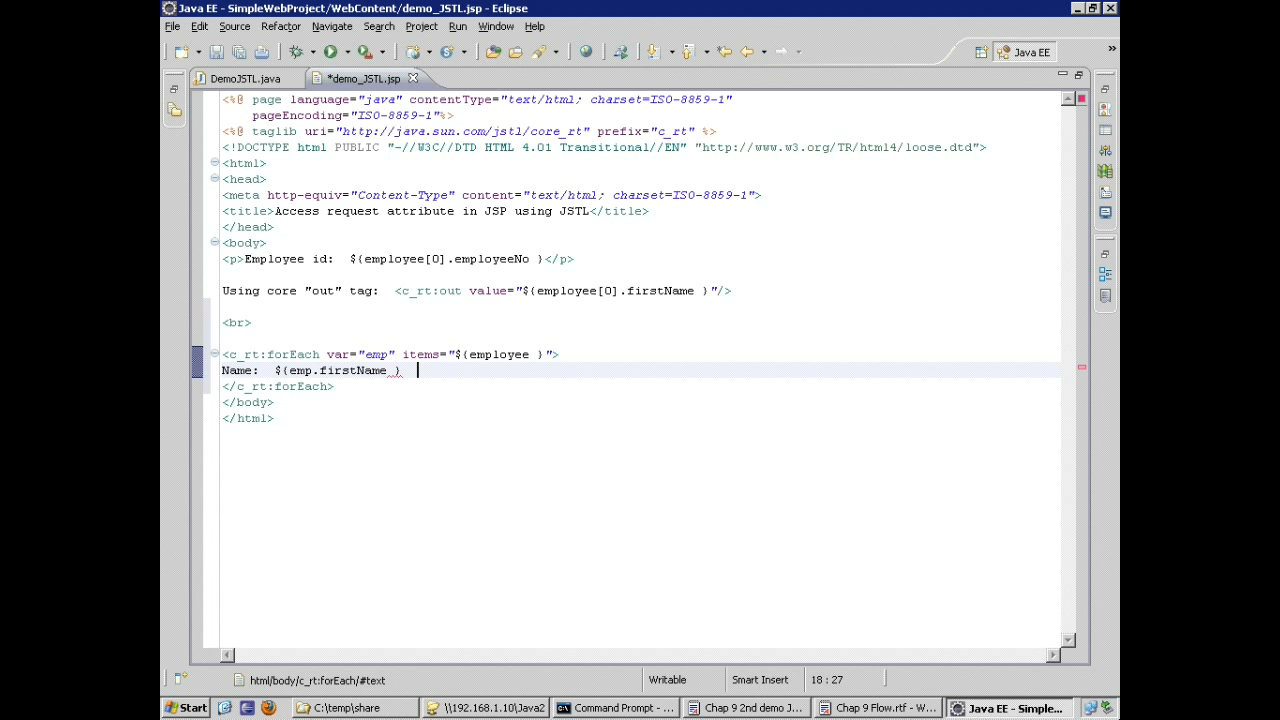 Java EE - SimpleWebProject/WebContent/demo_JSTL.jsp - Eclipse
File Edit Source Refactor Navigate Search Project Run Window Help
Java EE
DemoJSTL.java *demo_JSTL.jsp
<%@ page language="java" contentType="text/html; charset=ISO-8859-1"
pageEncoding="ISO-8859-1"%>
<%@ taglib uri="http://java.sun.com/jstl/core_rt" prefix="c_rt" %>
<!DOCTYPE html PUBLIC "-//W3C//DTD HTML 4.01 Transitional//EN" "http://www.w3.org/TR/html4/loose.dtd">
<html>
<head>
<meta http-equiv="Content-Type" content="text/html; charset=ISO-8859-1">
<title>Access request attribute in JSP using JSTL</title>
</head>
<body>
<p>Employee id:  ${employee[0].employeeNo }</p>
Using core "out" tag:  <c_rt:out value="${employee[0].firstName }"/>
<br>
<c_rt:forEach var="emp" items="${employee }">
Name:  ${emp.firstName }
</c_rt:forEach>
</body>
</html>
html/body/c_rt:forEach/#text Writable Smart Insert 18 : 27
Start C:\temp\share \\192.168.1.10\Java2 Command Prompt - ... Chap 9 2nd demo J... Chap 9 Flow.rtf - W... Java EE - Simple...